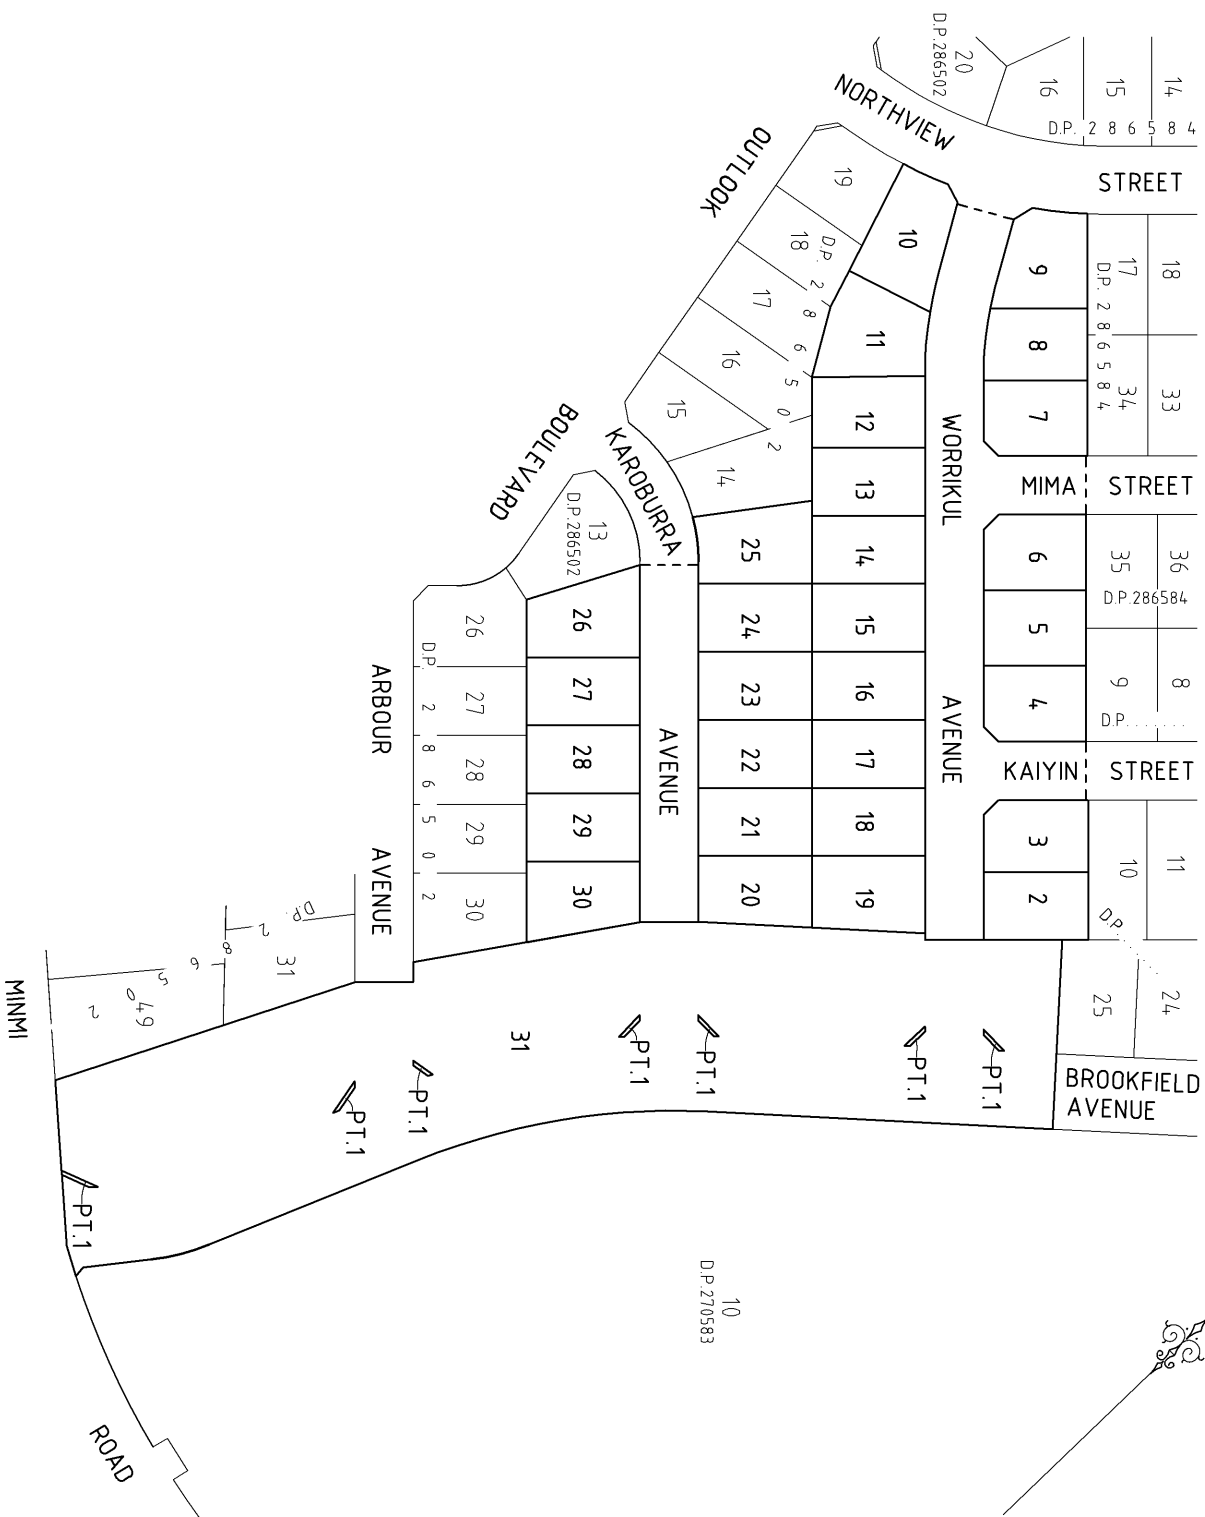 20
D.P.286502
16
15
14
D.P. 286584
NORTHVIEW
STREET
OUTLOOK
19
18
17
16
15
14
D.P. 286502
10
11
12
13
14
15
16
17
18
19
9
8
7
17
18
D.P. 286584
34
33
WORRIKUL
AVENUE
MIMA
STREET
6
5
4
35
36
D.P.286584
9
8
D.P.......
KAIYIN
STREET
3
2
10
11
D.P.......
25
24
BROOKFIELD
AVENUE
BOULEVARD
KAROBURRA
AVENUE
13
D.P.286502
25
24
23
22
21
20
26
27
28
29
30
26
27
28
29
30
D.P. 286502
ARBOUR
AVENUE
31
49
D.P. 286502
31
PT.1
PT.1
PT.1
PT.1
PT.1
PT.1
PT.1
MINMI
ROAD
10
D.P.270583